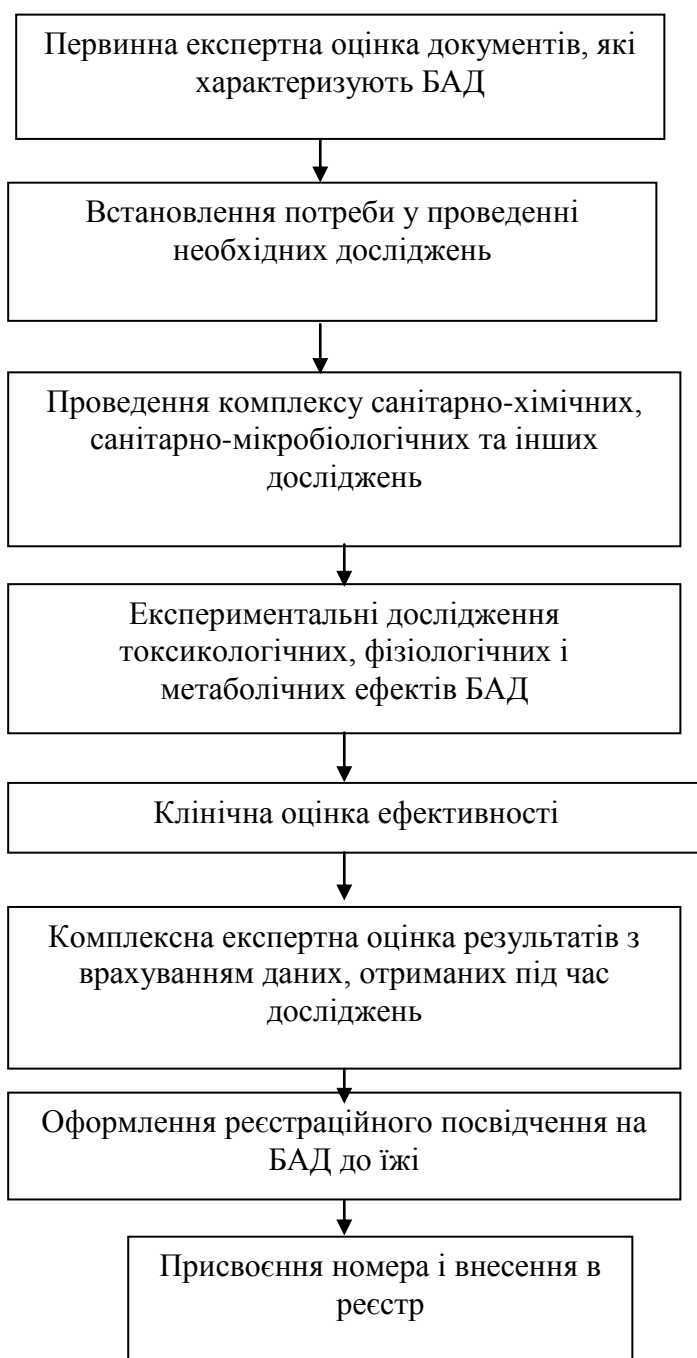 Первинна експертна оцінка документів, які
характеризують БАД
Встановлення потреби у проведенні
необхідних досліджень
Проведення комплексу санітарно-хімічних,
санітарно-мікробіологічних та інших
досліджень
Експериментальні дослідження
токсикологічних, фізіологічних і
метаболічних ефектів БАД
Клінічна оцінка ефективності
Комплексна експертна оцінка результатів з
врахуванням даних, отриманих під час
досліджень
Оформлення реєстраційного посвідчення на
БАД до їжі
Присвоєння номера і внесення в
реєстр